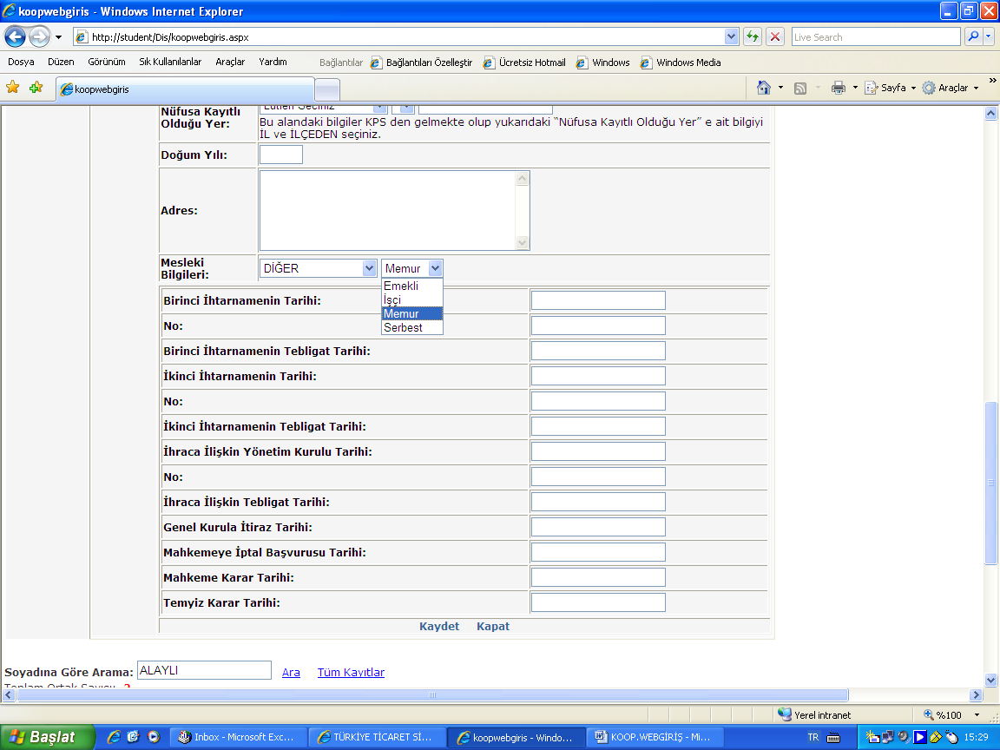 koopwebgiris - Windows Internet Explorer
http://student/Dis/koopwebgiris.aspx
Live Search
Dosya Düzen Görünüm Sık Kullanılanlar Araçlar Yardım Bağlantılar Bağlantıları Özelleştir Ücretsiz Hotmail Windows Windows Media
koopwebgiris
Sayfa Araçlar
Nüfusa Kayıtlı
Olduğu Yer:
Lütfen Seçiniz
Bu alandaki bilgiler KPS den gelmekte olup yukarıdaki “Nüfusa Kayıtlı Olduğu Yer” e ait bilgiyi
İL ve İLÇEDEN seçiniz.
Doğum Yılı:
Adres:
Mesleki
Bilgileri:
DİĞER Memur
Emekli
İşçi
Memur
Serbest
Birinci İhtarnamenin Tarihi:
No:
Birinci İhtarnamenin Tebligat Tarihi:
İkinci İhtarnamenin Tarihi:
No:
İkinci İhtarnamenin Tebligat Tarihi:
İhraca İlişkin Yönetim Kurulu Tarihi:
No:
İhraca İlişkin Tebligat Tarihi:
Genel Kurula İtiraz Tarihi:
Mahkemeye İptal Başvurusu Tarihi:
Mahkeme Karar Tarihi:
Temyiz Karar Tarihi:
Kaydet Kapat
Soyadına Göre Arama: ALAYLI Ara Tüm Kayıtlar
Toplam Ortak Sayısı 2
Yerel intranet %100
Başlat Inbox - Microsoft Exc... TÜRKİYE TİCARET Sİ... koopwebgiris - Windo... KOOP.WEBGİRİŞ - Mi... TR 15:29